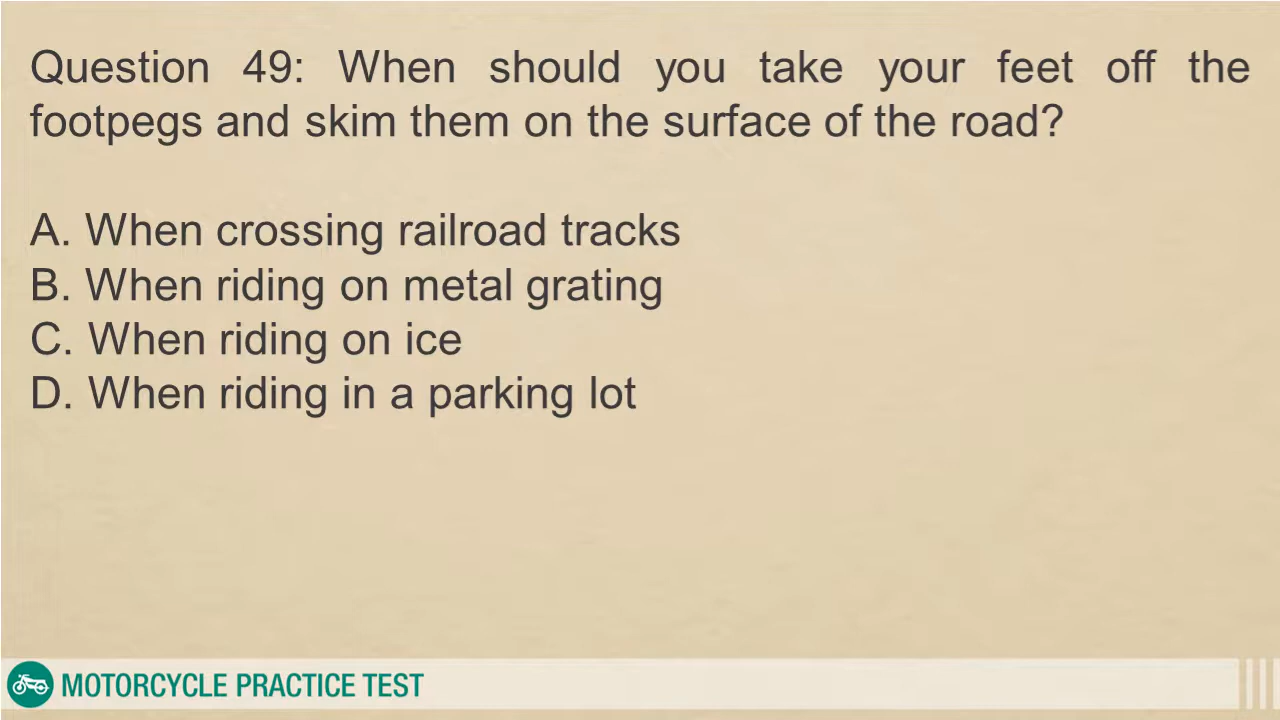 Question 49: When should you take your feet off the
footpegs and skim them on the surface of the road?
A. When crossing railroad tracks
B. When riding on metal grating
C. When riding on ice
D. When riding in a parking lot
MOTORCYCLE PRACTICE TEST